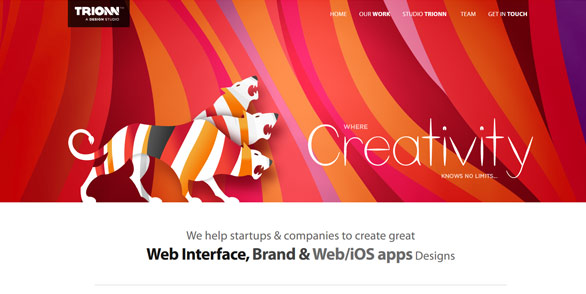 TRIONN™
A DESIGN STUDIO
HOME OUR WORK STUDIO TRIONN TEAM GET IN TOUCH
WHERE
Creativity
KNOWS NO LIMITS...
We help startups & companies to create great
Web Interface, Brand & Web/iOS apps Designs